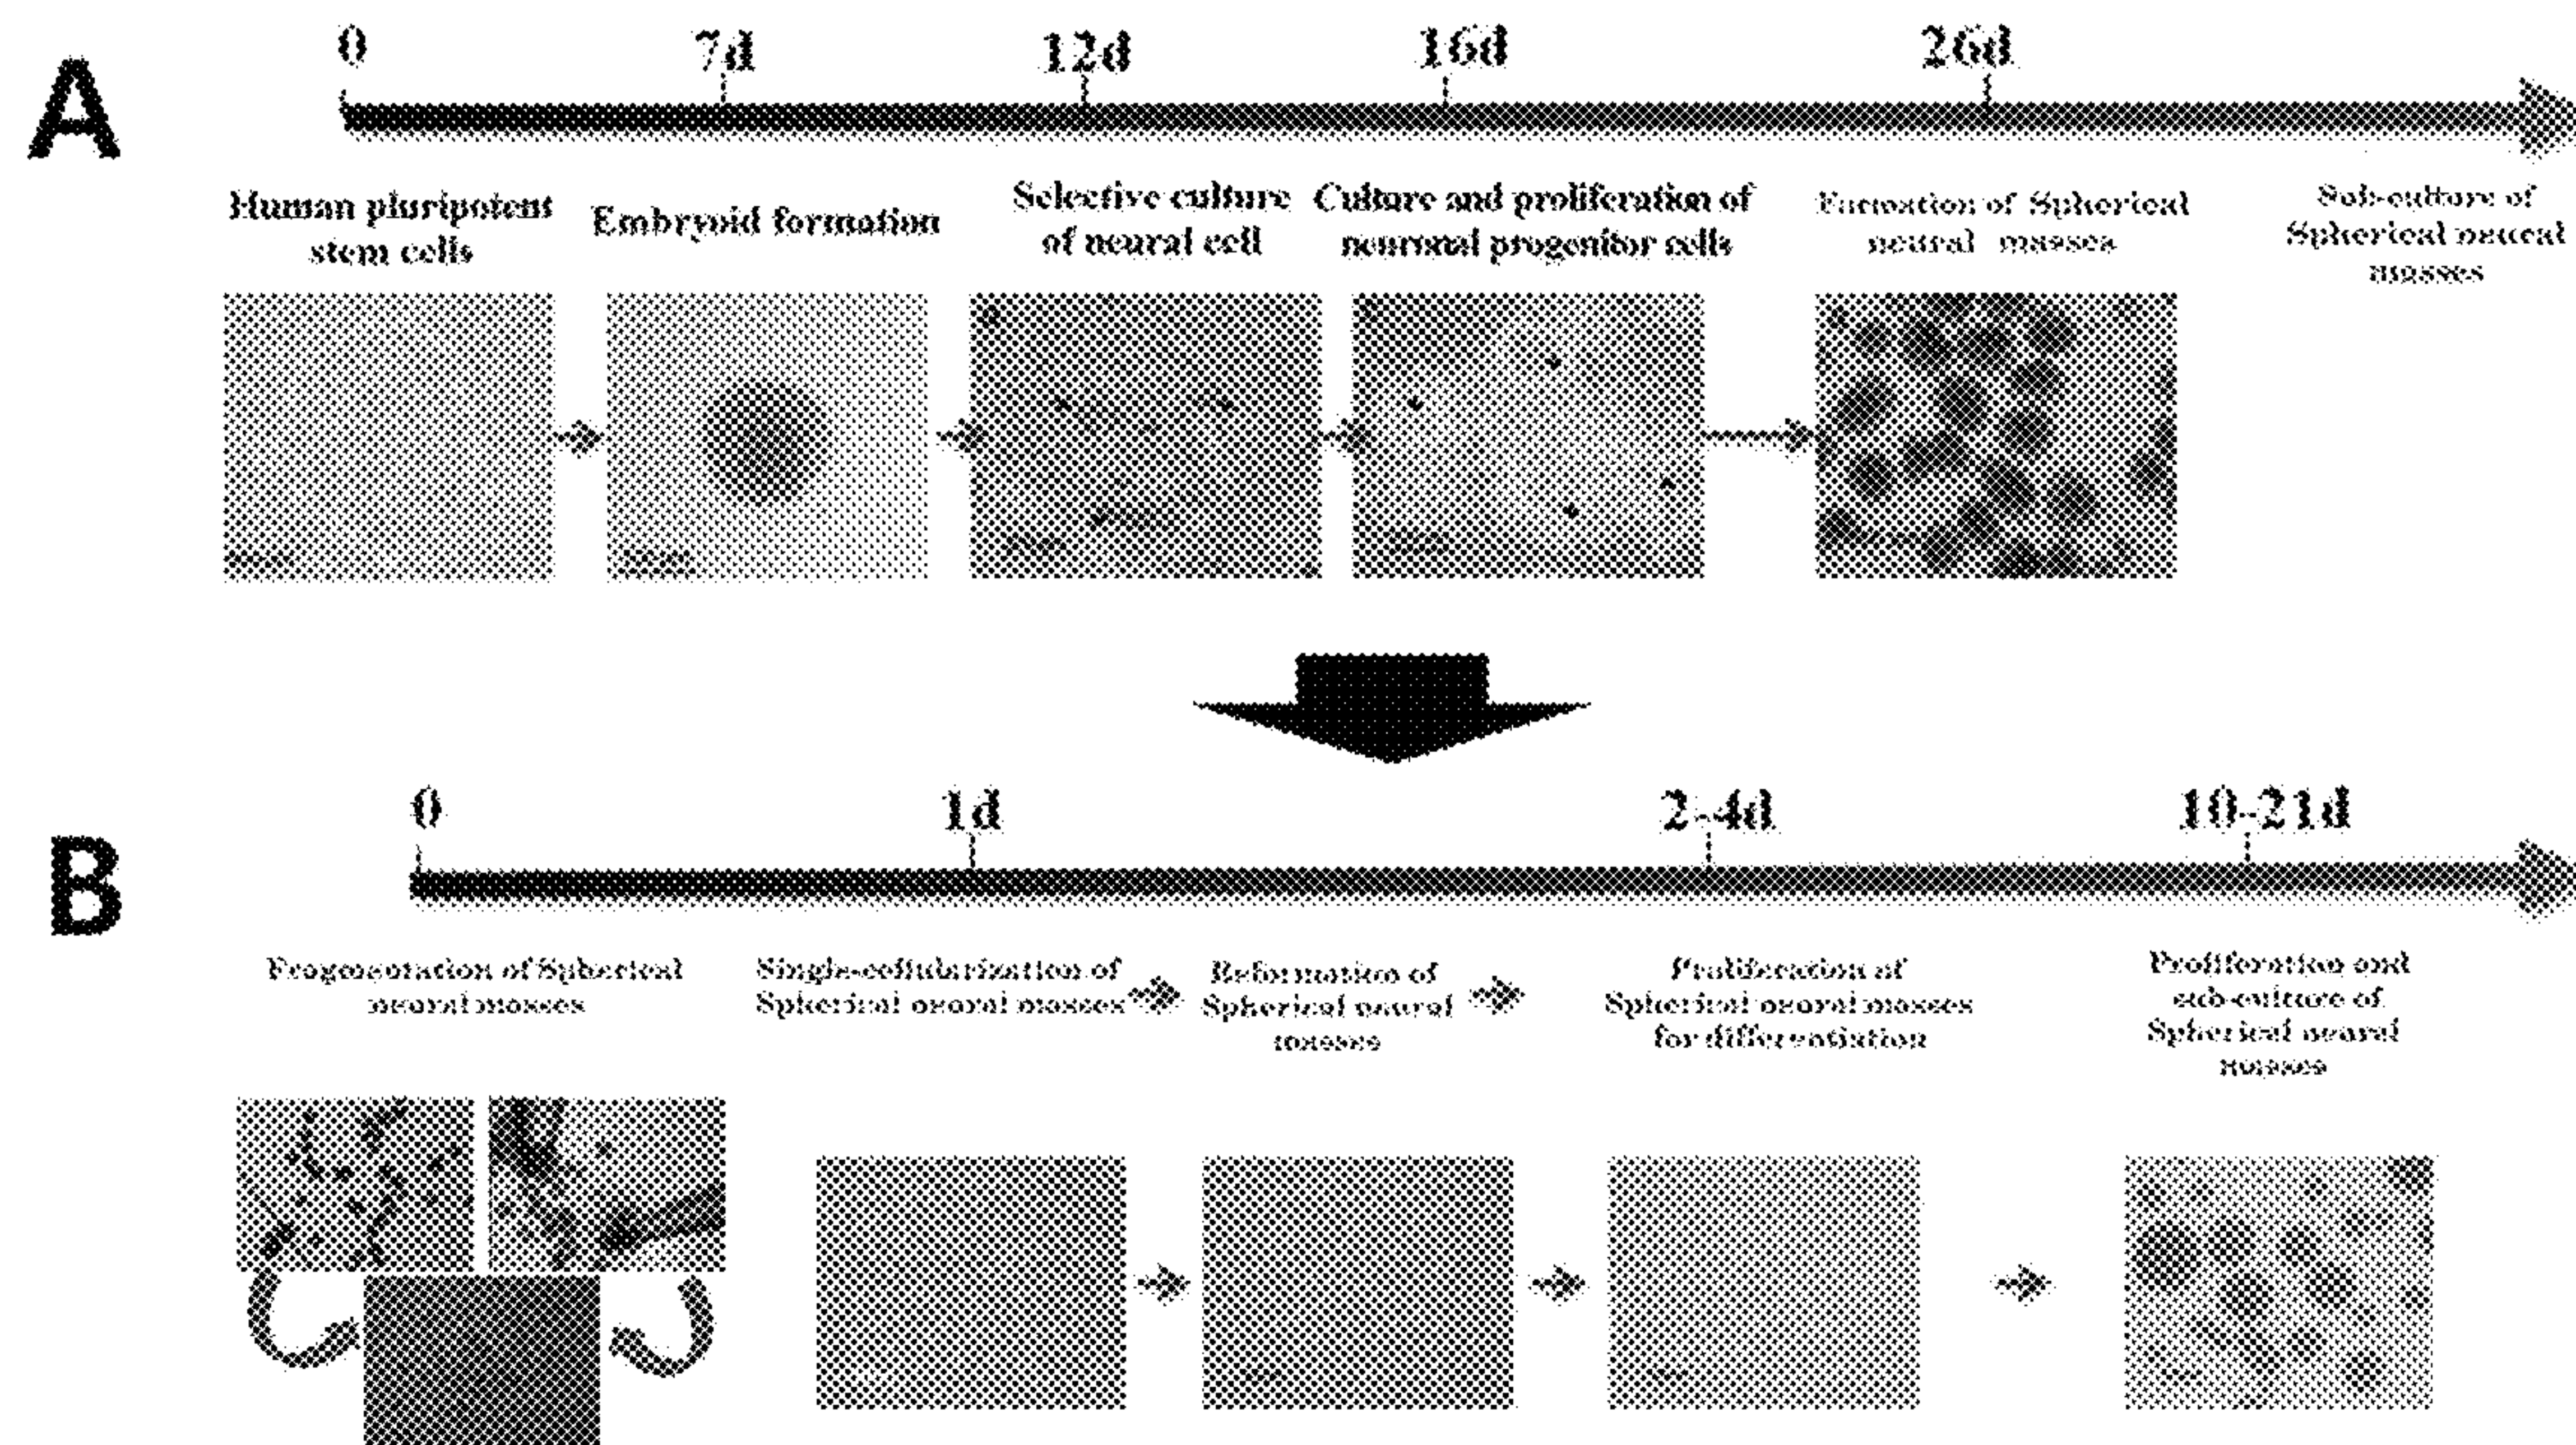 A
0
7d
12d
16d
26d
Human pluripotent
stem cells
Embryoid formation
Selective culture
of neural cell
Culture and proliferation of
neuronal progenitor cells
Formation of Spherical
neural masses
Sub-culture of
Spherical neural
masses
B
0
1d
2-4d
10-21d
Fragmentation of Spherical
neural masses
Single-cellularization of
Spherical neural masses
Reformation of
Spherical neural
masses
Proliferation of
Spherical neural masses
for differentiation
Proliferation and
sub-culture of
Spherical neural
masses